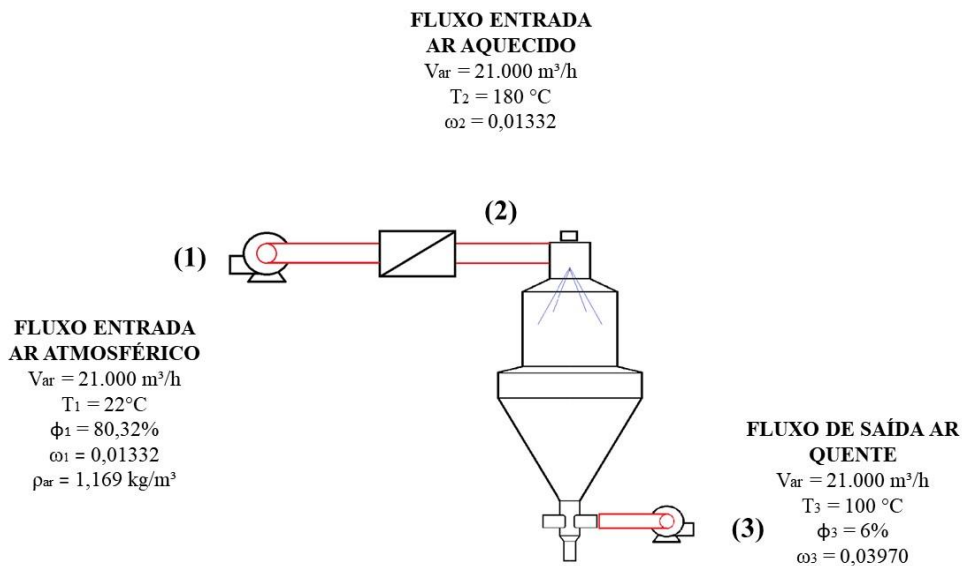 FLUXO ENTRADA
AR AQUECIDO
Var = 21.000 m³/h
T2 = 180 °C
ω2 = 0,01332
(2)
(1)
FLUXO ENTRADA
AR ATMOSFÉRICO
Var = 21.000 m³/h
T1 = 22°C
ϕ1 = 80,32%
ω1 = 0,01332
ρar = 1,169 kg/m³
FLUXO DE SAÍDA AR
QUENTE
Var = 21.000 m³/h
T3 = 100 °C
ϕ3 = 6%
ω3 = 0,03970
(3)